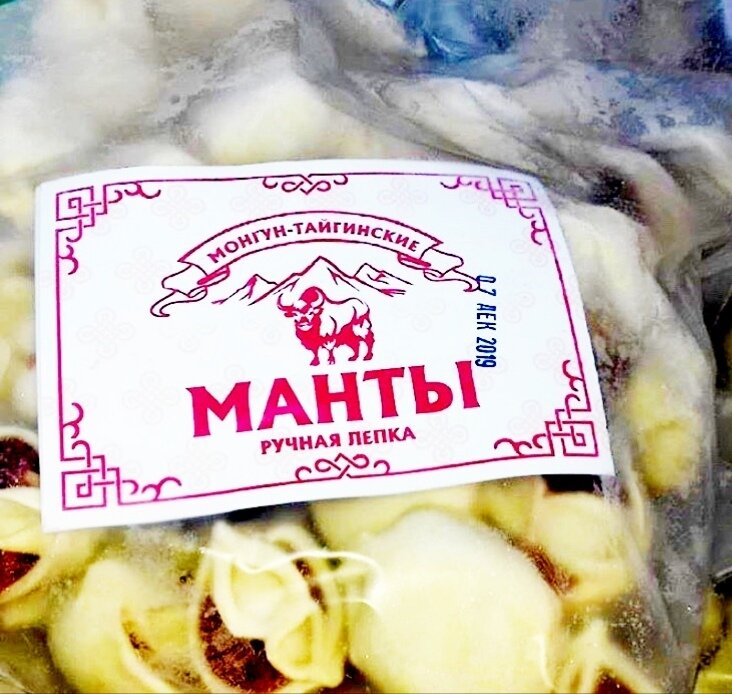 МОНГУН-ТАЙГИНСКИЕ
07 ДЕК 2019
МАНТЫ
РУЧНАЯ ЛЕПКА